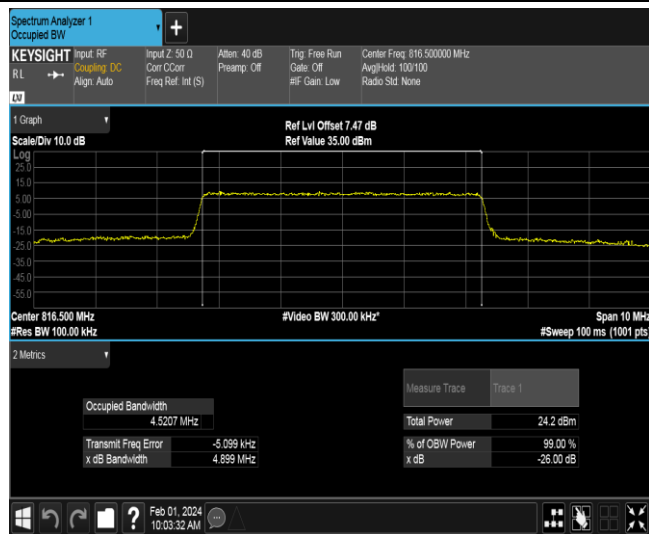 Spectrum Analyzer 1
Occupied BW
+
KEYSIGHT
RL
LXI
Input: RF
Coupling: DC
Align: Auto
Input Z: 50 Ω
Corr CCorr
Freq Ref: Int (S)
Atten: 40 dB
Preamp: Off
Trig: Free Run
Gate: Off
#IF Gain: Low
Center Freq: 816.500000 MHz
Avg|Hold: 100/100
Radio Std: None
1 Graph
Scale/Div 10.0 dB
Ref Lvl Offset 7.47 dB
Ref Value 35.00 dBm
Log
25.0
15.0
5.00
-5.00
-15.0
-25.0
-35.0
-45.0
-55.0
Center 816.500 MHz
#Res BW 100.00 kHz
#Video BW 300.00 kHz*
Span 10 MHz
#Sweep 100 ms (1001 pts)
2 Metrics
Measure Trace Trace 1
Occupied Bandwidth
4.5207 MHz
Total Power 24.2 dBm
Transmit Freq Error -5.099 kHz
% of OBW Power 99.00 %
x dB Bandwidth 4.899 MHz
x dB -26.00 dB
?
Feb 01, 2024
10:03:32 AM